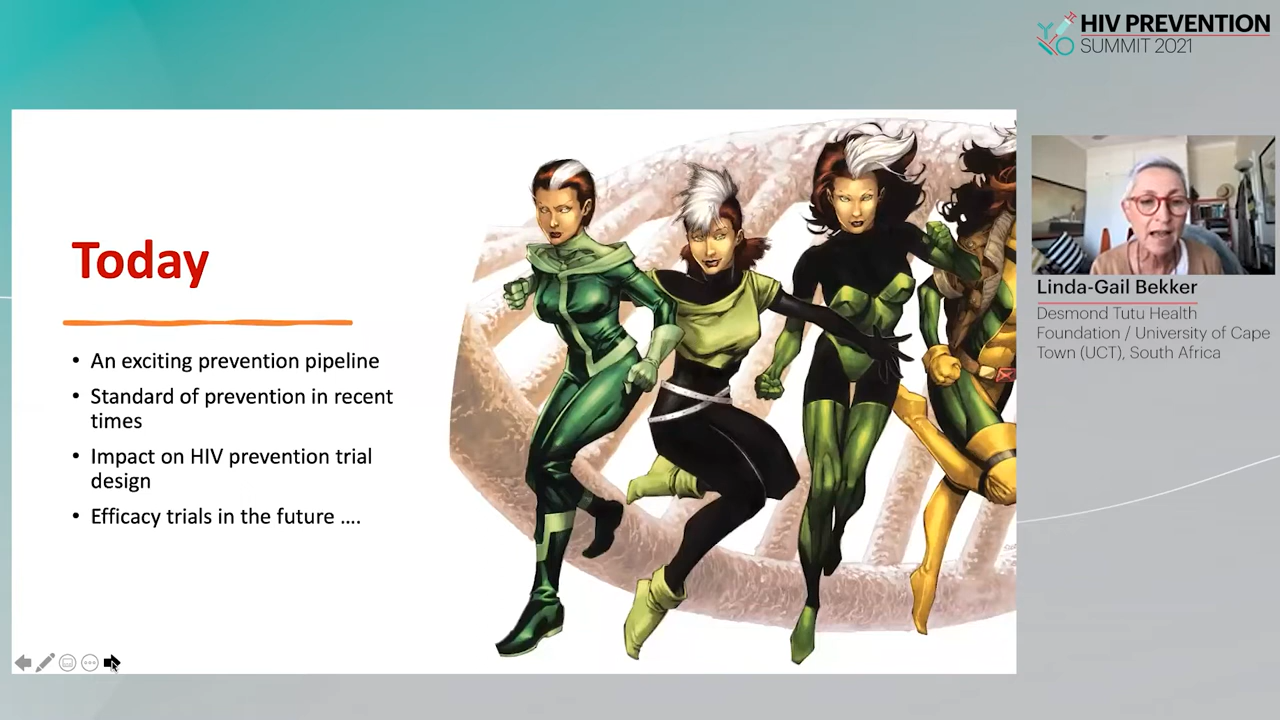 HIV PREVENTION
SUMMIT 2021
Today
• An exciting prevention pipeline
• Standard of prevention in recent
times
• Impact on HIV prevention trial
design
• Efficacy trials in the future ....
Linda-Gail Bekker
Desmond Tutu Health
Foundation / University of Cape
Town (UCT), South Africa